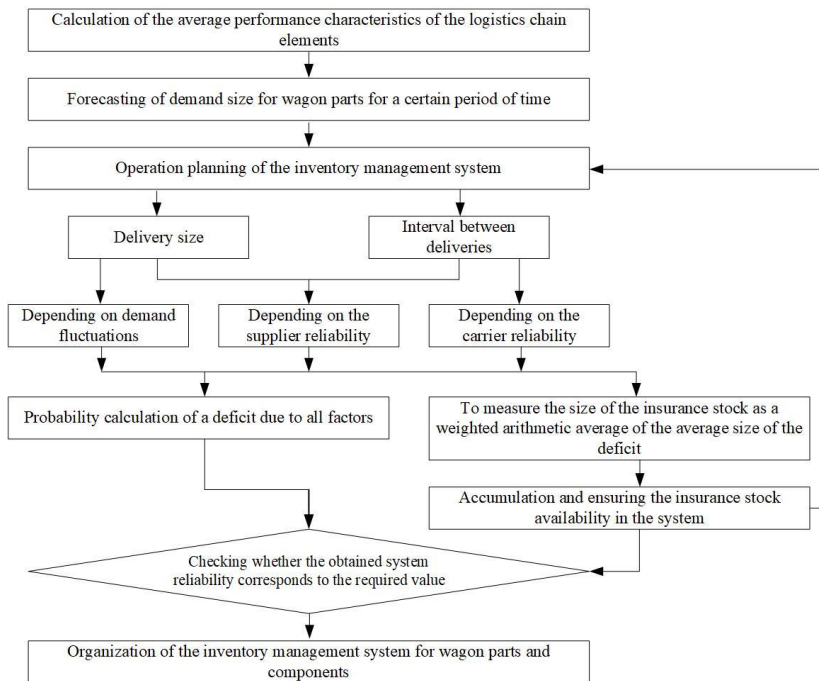 Calculation of the average performance characteristics of the logistics chain
elements
Forecasting of demand size for wagon parts for a certain period of time
Operation planning of the inventory management system
Delivery size
Interval between
deliveries
Depending on demand
fluctuations
Depending on the
supplier reliability
Depending on the
carrier reliability
Probability calculation of a deficit due to all factors
To measure the size of the insurance stock as a
weighted arithmetic average of the average size of the
deficit
Accumulation and ensuring the insurance stock
availability in the system
Checking whether the obtained system
reliability corresponds to the required value
Organization of the inventory management system for wagon parts and
components